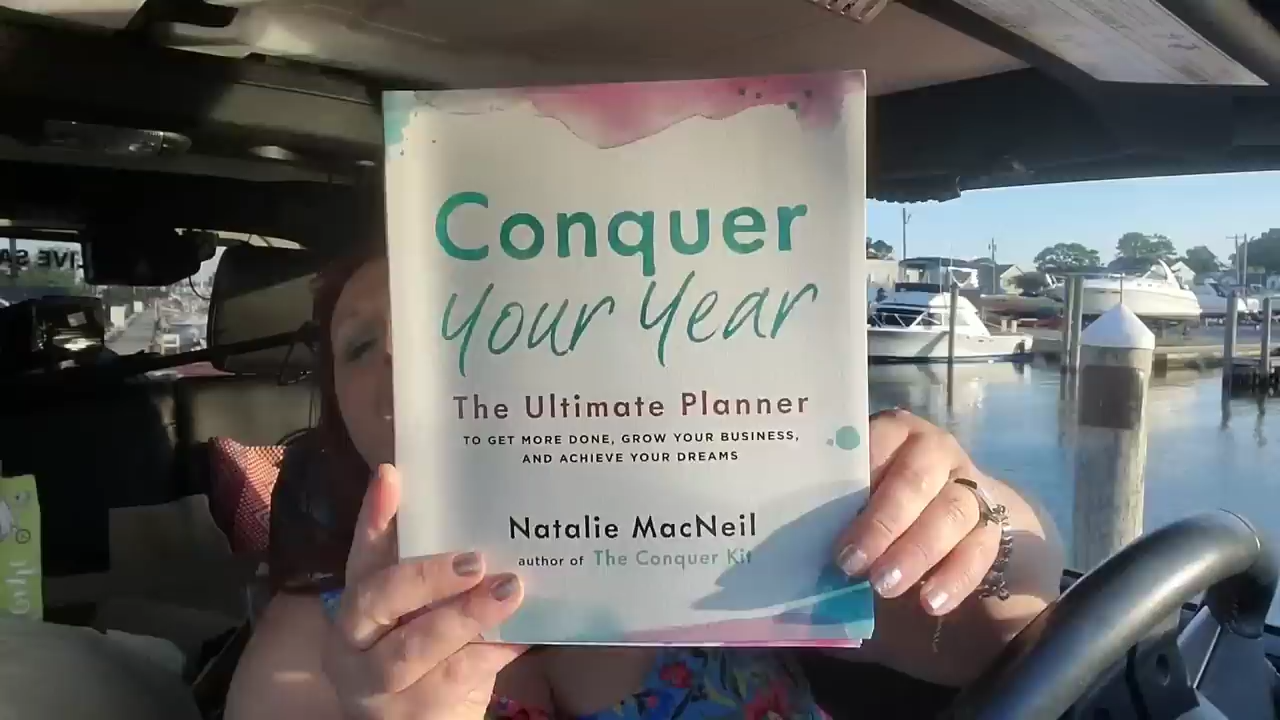 Conquer
Your Year
The Ultimate Planner
TO GET MORE DONE, GROW YOUR BUSINESS,
AND ACHIEVE YOUR DREAMS
Natalie MacNeil
author of The Conquer Kit